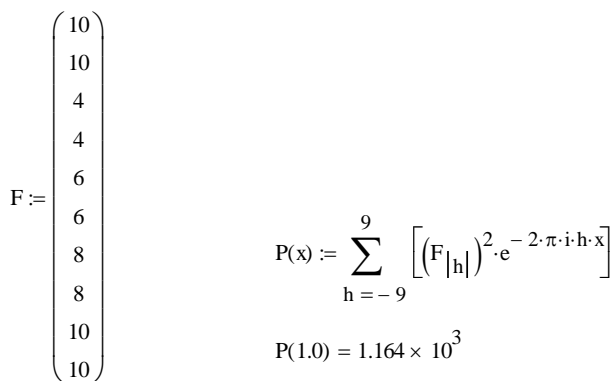 F := ( 10 10 4 4 6 6 8 8 10 10 )
P(x) := ∑_{h = − 9}^{9} [(F_{|h|})^2 · e^{− 2·π·i·h·x}]
P(1.0) = 1.164 × 10^3